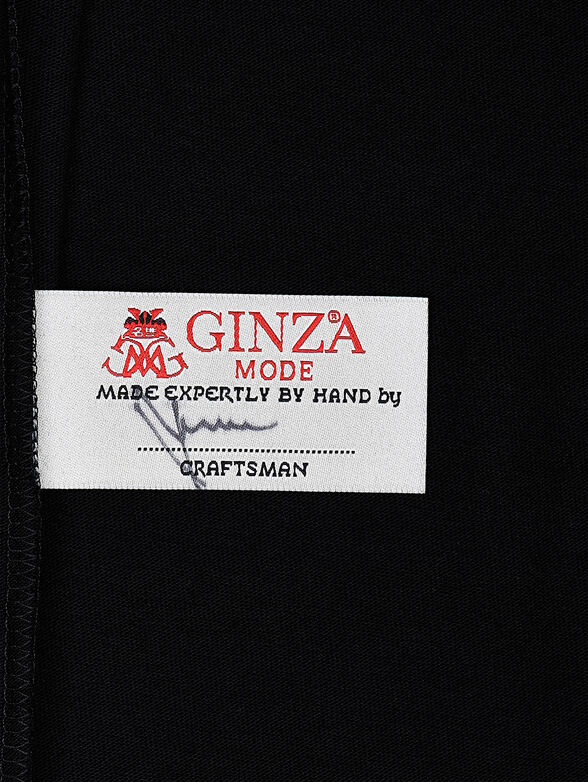 GINZA®
MODE
MADE EXPERTLY BY HAND by
CRAFTSMAN